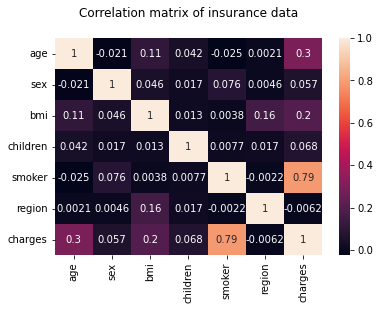 Correlation matrix of insurance data
age 1 -0.021 0.11 0.042 -0.025 0.0021 0.3
sex -0.021 1 0.046 0.017 0.076 0.0046 0.057
bmi 0.11 0.046 1 0.013 0.0038 0.16 0.2
children 0.042 0.017 0.013 1 0.0077 0.017 0.068
smoker -0.025 0.076 0.0038 0.0077 1 -0.0022 0.79
region 0.0021 0.0046 0.16 0.017 -0.0022 1 -0.0062
charges 0.3 0.057 0.2 0.068 0.79 -0.0062 1
age sex bmi children smoker region charges
1.0
0.8
0.6
0.4
0.2
0.0